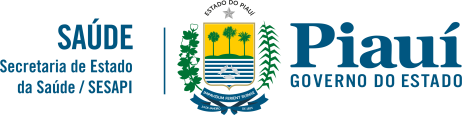 SAÚDE
Secretaria de Estado
da Saúde / SESAPI
ESTADO DO PIAUÍ
Piauí
GOVERNO DO ESTADO